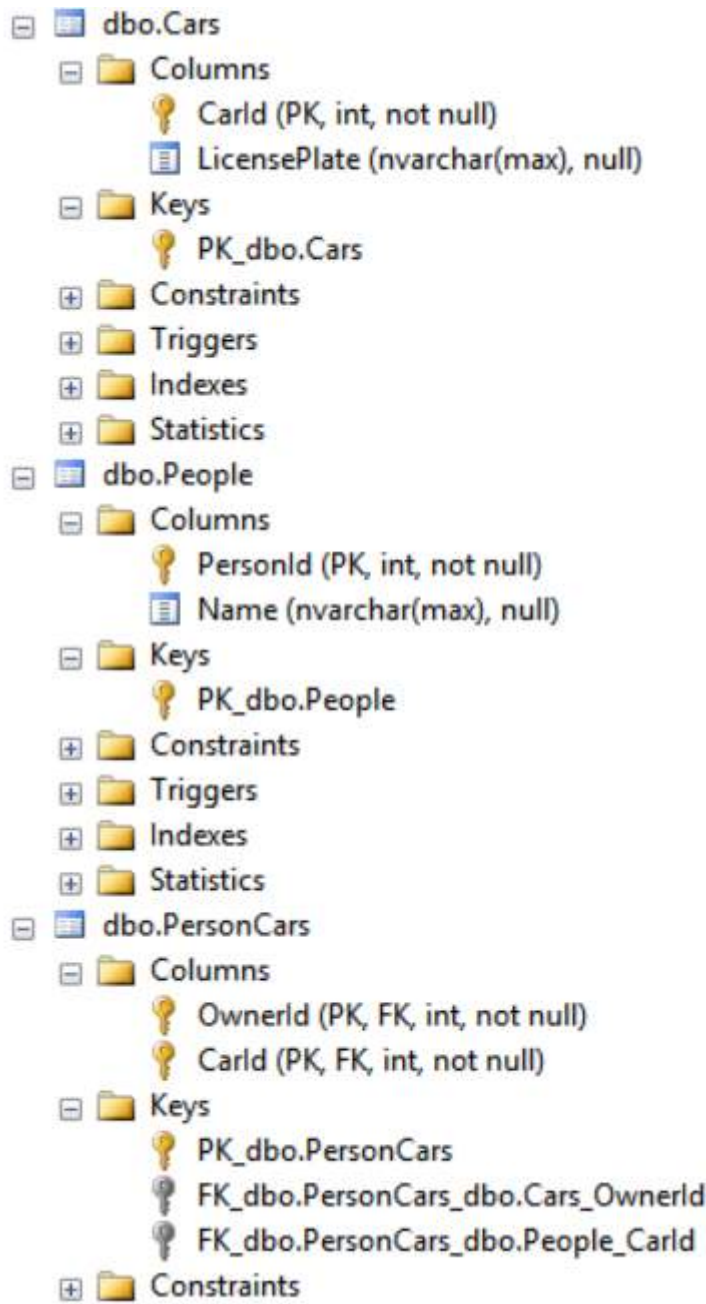 dbo.Cars
Columns
CarId (PK, int, not null)
LicensePlate (nvarchar(max), null)
Keys
PK_dbo.Cars
Constraints
Triggers
Indexes
Statistics
dbo.People
Columns
PersonId (PK, int, not null)
Name (nvarchar(max), null)
Keys
PK_dbo.People
Constraints
Triggers
Indexes
Statistics
dbo.PersonCars
Columns
OwnerId (PK, FK, int, not null)
CarId (PK, FK, int, not null)
Keys
PK_dbo.PersonCars
FK_dbo.PersonCars_dbo.Cars_OwnerId
FK_dbo.PersonCars_dbo.People_CarId
Constraints